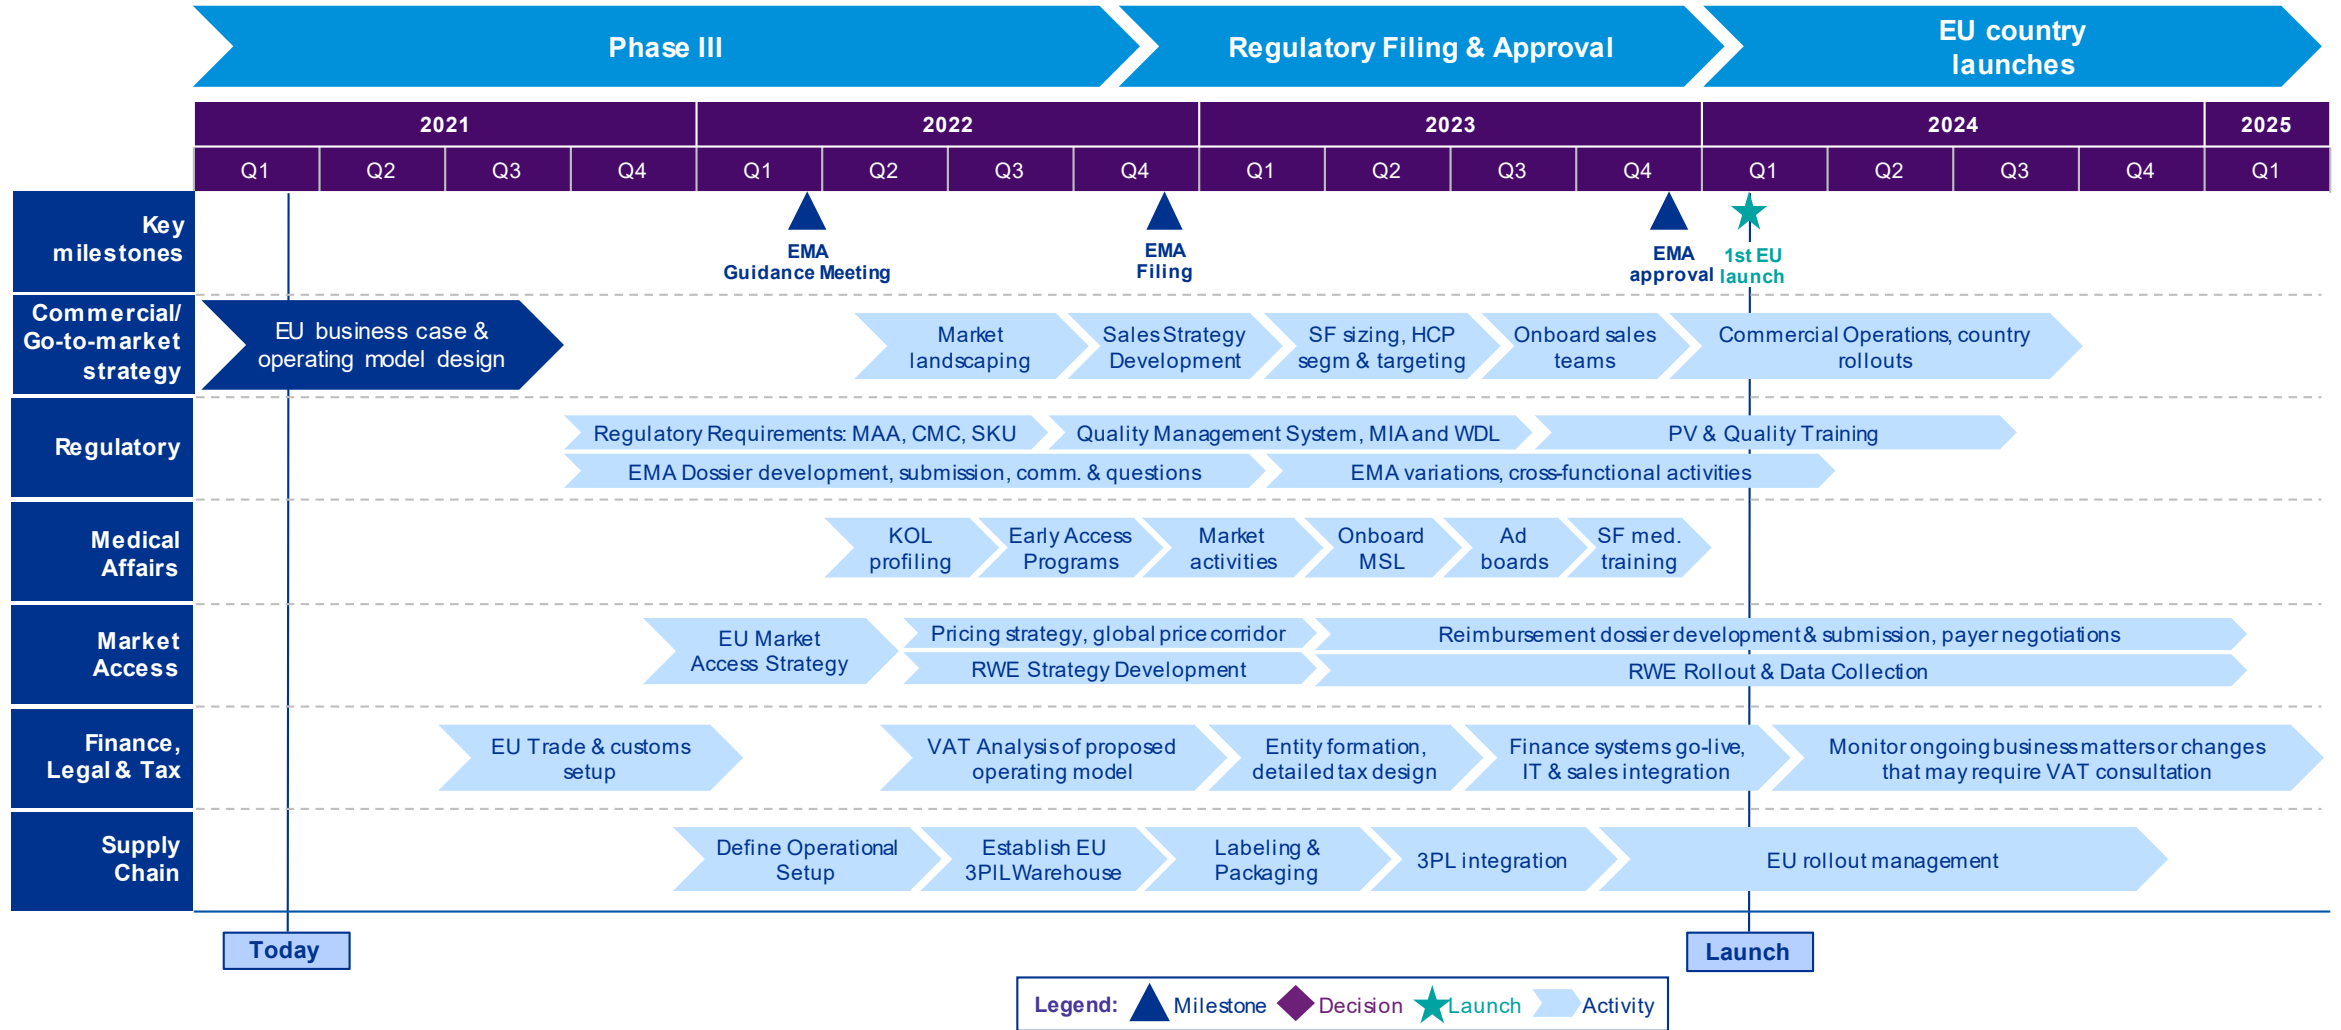 Phase III
Regulatory Filing & Approval
EU country
launches
2021
2022
2023
2024
2025
Q1
Q2
Q3
Q4
Q1
Q2
Q3
Q4
Q1
Q2
Q3
Q4
Q1
Q2
Q3
Q4
Q1
Key
milestones
EMA
Guidance Meeting
EMA
Filing
EMA
approval
1st EU
launch
Commercial/
Go-to-market
strategy
EU business case &
operating model design
Market
landscaping
Sales Strategy
Development
SF sizing, HCP
segm & targeting
Onboard sales
teams
Commercial Operations, country
rollouts
Regulatory
Regulatory Requirements: MAA, CMC, SKU
Quality Management System, MIA and WDL
PV & Quality Training
EMA Dossier development, submission, comm. & questions
EMA variations, cross-functional activities
Medical
Affairs
KOL
profiling
Early Access
Programs
Market
activities
Onboard
MSL
Ad
boards
SF med.
training
Market
Access
EU Market
Access Strategy
Pricing strategy, global price corridor
Reimbursement dossier development & submission, payer negotiations
RWE Strategy Development
RWE Rollout & Data Collection
Finance,
Legal & Tax
EU Trade & customs
setup
VAT Analysis of proposed
operating model
Entity formation,
detailed tax design
Finance systems go-live,
IT & sales integration
Monitor ongoing business matters or changes
that may require VAT consultation
Supply
Chain
Define Operational
Setup
Establish EU
3PlL Warehouse
Labeling &
Packaging
3PL integration
EU rollout management
Today
Launch
Legend:
Milestone
Decision
Launch
Activity